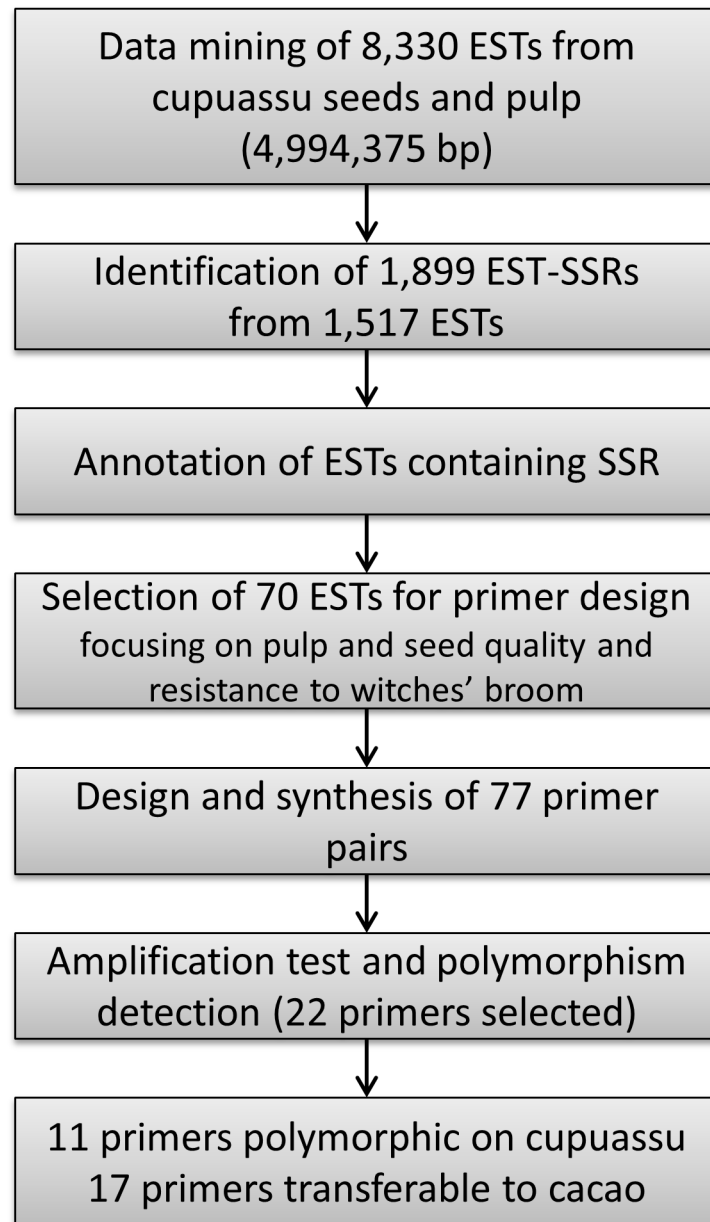 Data mining of 8,330 ESTs from
cupuassu seeds and pulp
(4,994,375 bp)
Identification of 1,899 EST-SSRs
from 1,517 ESTs
Annotation of ESTs containing SSR
Selection of 70 ESTs for primer design
focusing on pulp and seed quality and
resistance to witches’ broom
Design and synthesis of 77 primer
pairs
Amplification test and polymorphism
detection (22 primers selected)
11 primers polymorphic on cupuassu
17 primers transferable to cacao